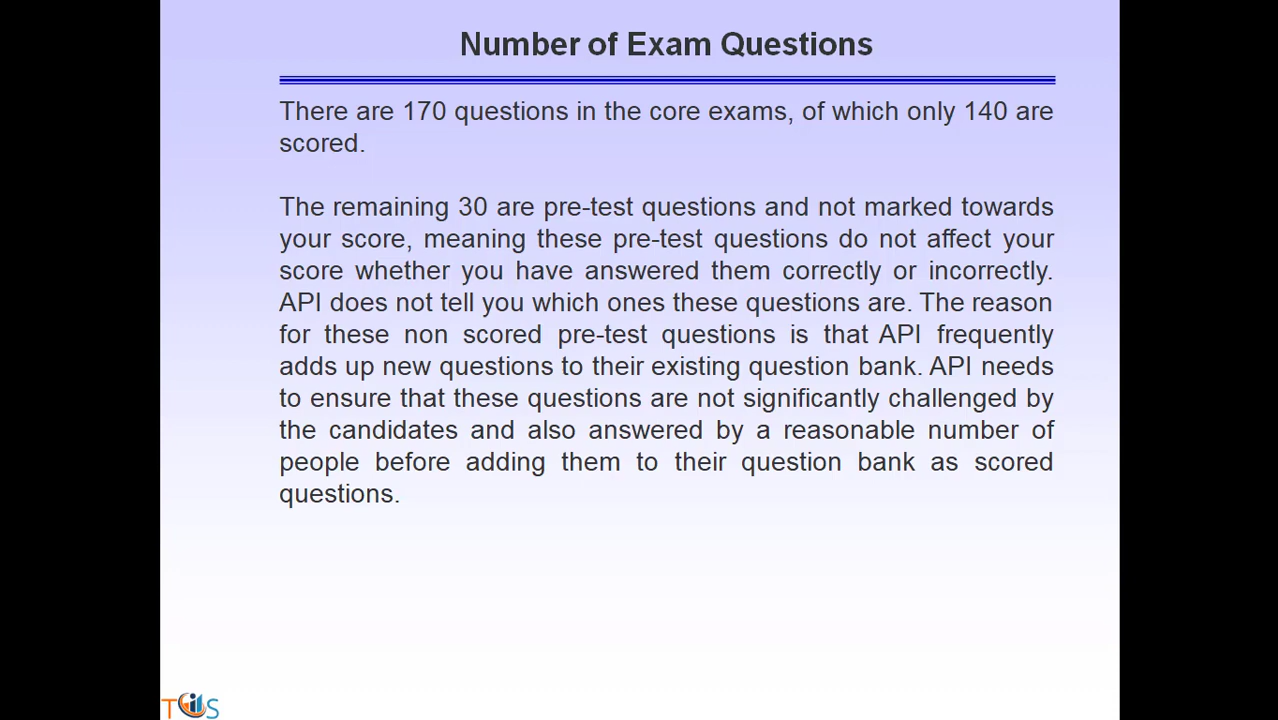 Number of Exam Questions
There are 170 questions in the core exams, of which only 140 are
scored.
The remaining 30 are pre-test questions and not marked towards
your score, meaning these pre-test questions do not affect your
score whether you have answered them correctly or incorrectly.
API does not tell you which ones these questions are. The reason
for these non scored pre-test questions is that API frequently
adds up new questions to their existing question bank. API needs
to ensure that these questions are not significantly challenged by
the candidates and also answered by a reasonable number of
people before adding them to their question bank as scored
questions.